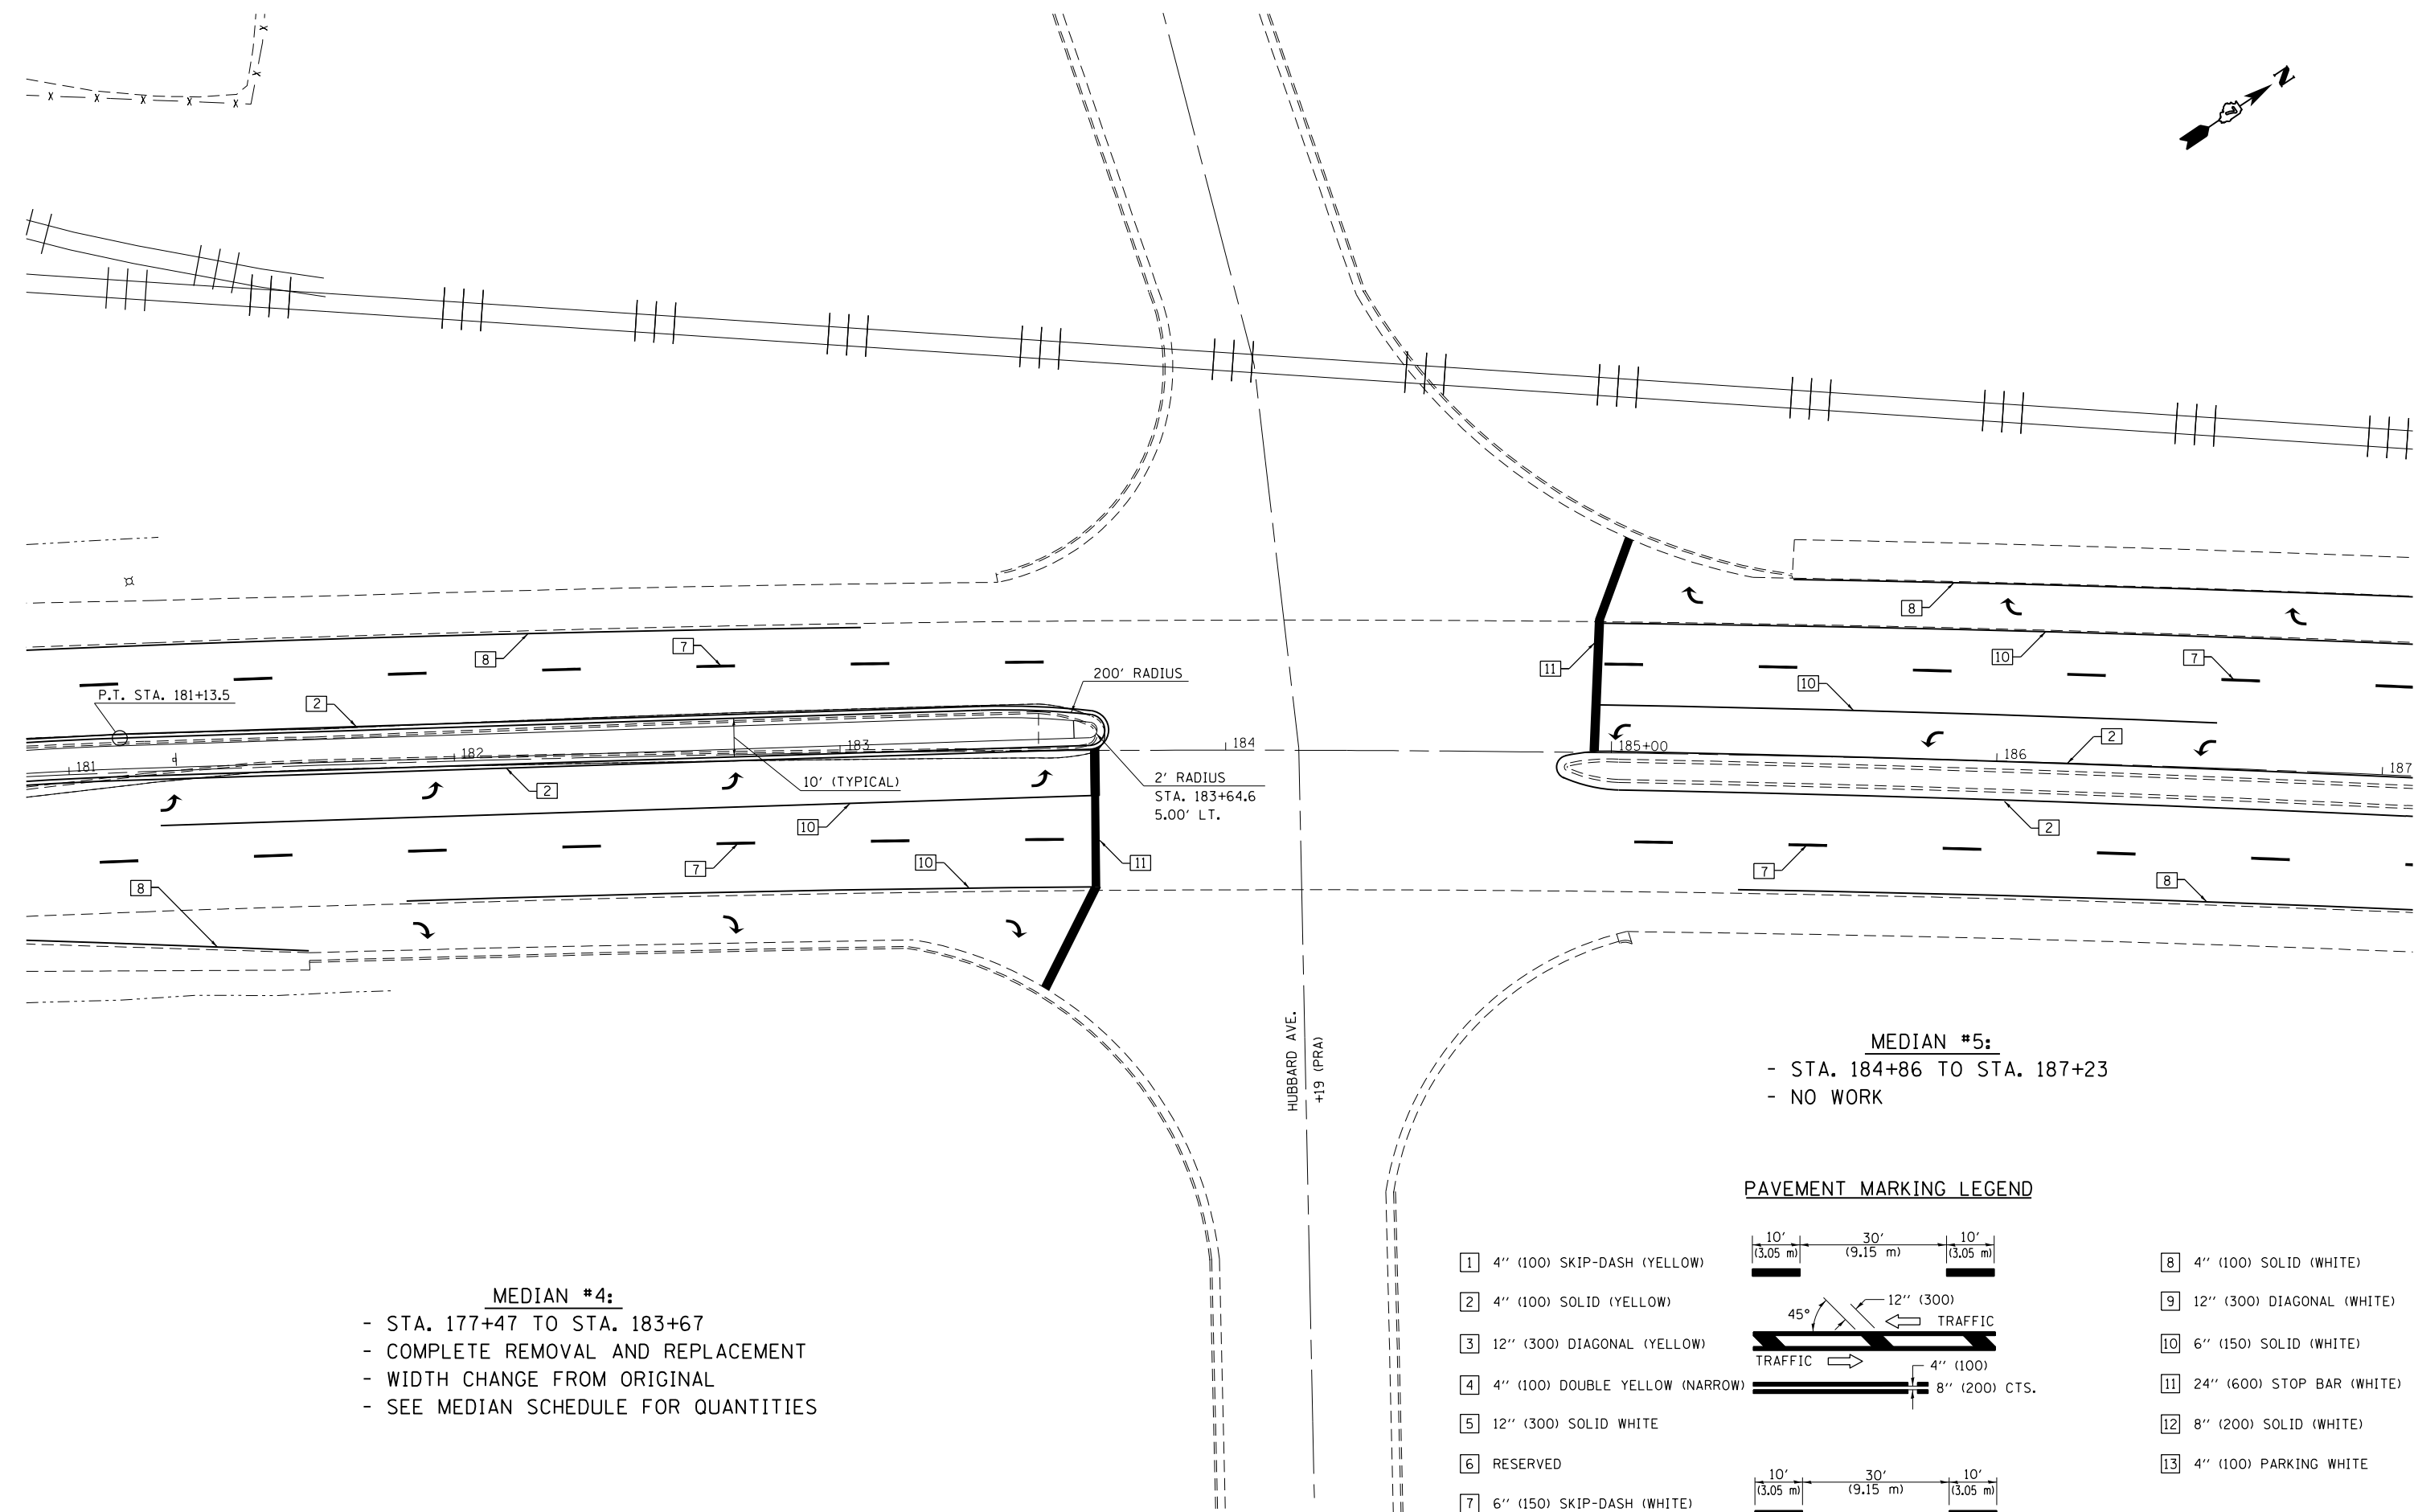 N
8
7
11
8
10
7
10
2
200' RADIUS
P.T. STA. 181+13.5
2
181
182
183
184
185+00
186
187
2
10' (TYPICAL)
2' RADIUS
STA. 183+64.6
5.00' LT.
10
7
10
11
8
2
7
8
HUBBARD AVE.
+19 (PRA)
MEDIAN #5:
- STA. 184+86 TO STA. 187+23
- NO WORK
MEDIAN #4:
- STA. 177+47 TO STA. 183+67
- COMPLETE REMOVAL AND REPLACEMENT
- WIDTH CHANGE FROM ORIGINAL
- SEE MEDIAN SCHEDULE FOR QUANTITIES
PAVEMENT MARKING LEGEND
1 4" (100) SKIP-DASH (YELLOW)
10' 30' 10'
(3.05 m) (9.15 m) (3.05 m)
2 4" (100) SOLID (YELLOW)
3 12" (300) DIAGONAL (YELLOW)
45° 12" (300)
TRAFFIC
TRAFFIC
4 4" (100) DOUBLE YELLOW (NARROW)
4" (100)
8" (200) CTS.
5 12" (300) SOLID WHITE
6 RESERVED
7 6" (150) SKIP-DASH (WHITE)
10' 30' 10'
(3.05 m) (9.15 m) (3.05 m)
8 4" (100) SOLID (WHITE)
9 12" (300) DIAGONAL (WHITE)
10 6" (150) SOLID (WHITE)
11 24" (600) STOP BAR (WHITE)
12 8" (200) SOLID (WHITE)
13 4" (100) PARKING WHITE